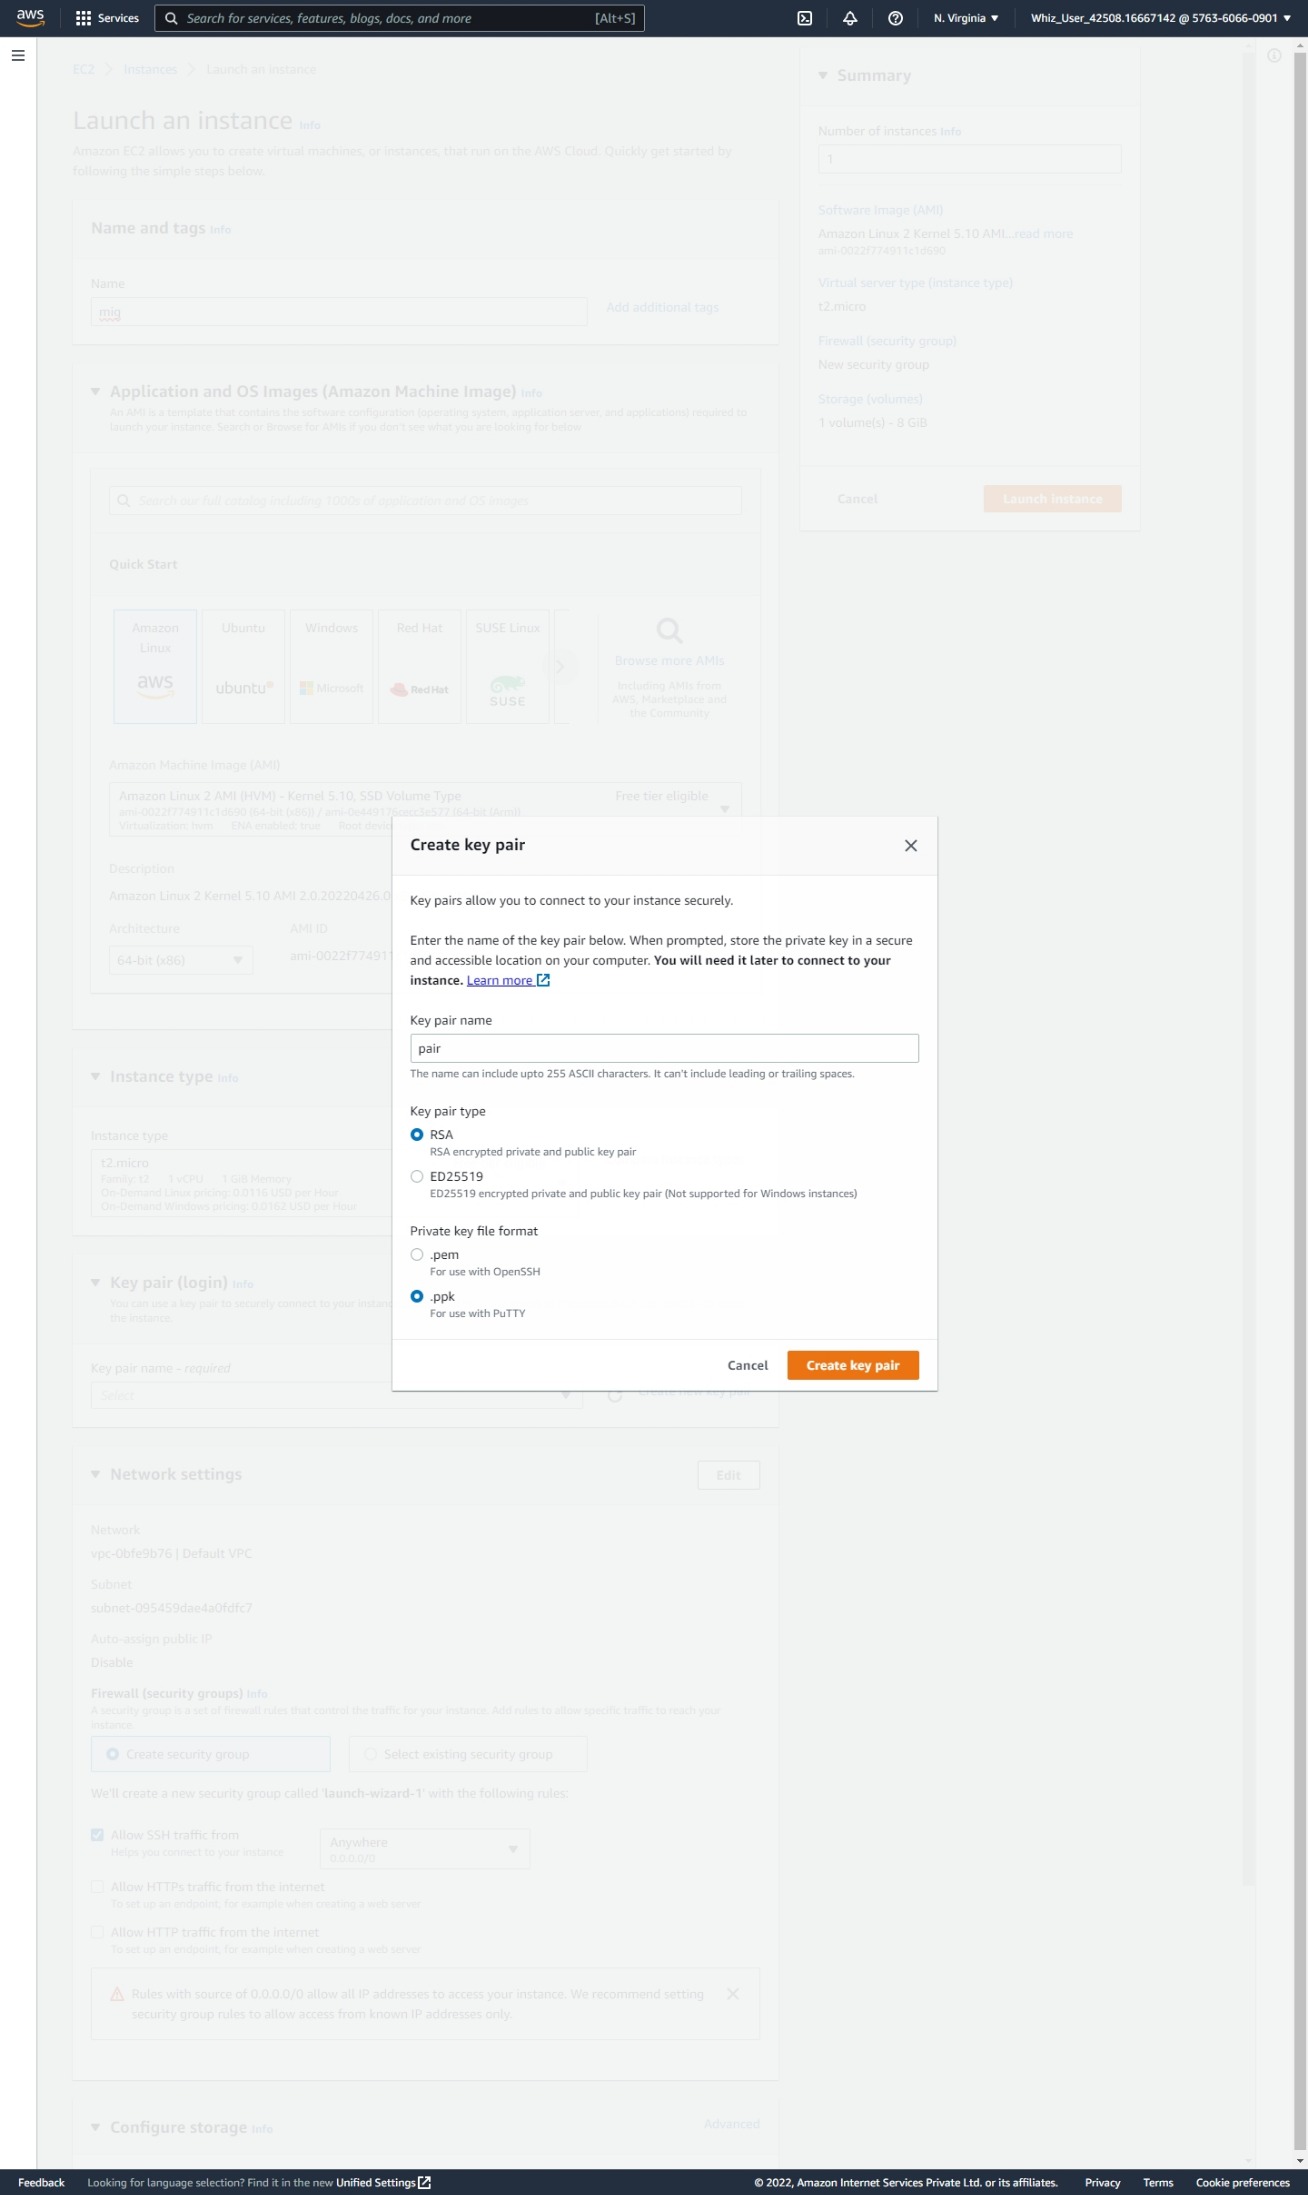 aws
Services
Search for services, features, blogs, docs, and more
[Alt+S]
N. Virginia
Whiz_User_42508.16667142 @ 5763-6066-0901
EC2
Instances
Launch an instance
Launch an instance Info
Amazon EC2 allows you to create virtual machines, or instances, that run on the AWS Cloud. Quickly get started by
following the simple steps below.
Name and tags Info
Name
mig
Add additional tags
Application and OS Images (Amazon Machine Image) Info
An AMI is a template that contains the software configuration (operating system, application server, and applications) required to
launch your instance. Search or Browse for AMIs if you don't see what you are looking for below
Search our full catalog including 1000s of application and OS images
Quick Start
Amazon
Linux
aws
Ubuntu
ubuntu
Windows
Microsoft
Red Hat
Red Hat
SUSE Linux
SUSE
Browse more AMIs
Including AMIs from
AWS, Marketplace and
the Community
Amazon Machine Image (AMI)
Amazon Linux 2 AMI (HVM) - Kernel 5.10, SSD Volume Type
Free tier eligible
ami-0022f774911c1d690 (64-bit (x86)) / ami-0e449176cecc3e577 (64-bit (Arm))
Virtualization: hvm ENA enabled: true Root devic
Description
Amazon Linux 2 Kernel 5.10 AMI 2.0.20220426.0
Architecture
AMI ID
64-bit (x86)
ami-0022f77491
Instance type Info
Instance type
t2.micro
Family: t2 1 vCPU 1 GiB Memory
On-Demand Linux pricing: 0.0116 USD per Hour
On-Demand Windows pricing: 0.0162 USD per Hour
Key pair (login) Info
You can use a key pair to securely connect to your instanc
the instance.
Key pair name - required
Select
Create new key pair
Network settings
Edit
Network
vpc-0bfe9b76 | Default VPC
Subnet
subnet-095459dae4a0fdfc7
Auto-assign public IP
Disable
Firewall (security groups) Info
A security group is a set of firewall rules that control the traffic for your instance. Add rules to allow specific traffic to reach your
instance.
Create security group
Select existing security group
We'll create a new security group called 'launch-wizard-1' with the following rules:
Allow SSH traffic from
Helps you connect to your instance
Anywhere
0.0.0.0/0
Allow HTTPs traffic from the internet
To set up an endpoint, for example when creating a web server
Allow HTTP traffic from the internet
To set up an endpoint, for example when creating a web server
Rules with source of 0.0.0.0/0 allow all IP addresses to access your instance. We recommend setting
security group rules to allow access from known IP addresses only.
Configure storage Info
Advanced
Summary
Number of instances Info
1
Software Image (AMI)
Amazon Linux 2 Kernel 5.10 AMI...read more
ami-0022f774911c1d690
Virtual server type (instance type)
t2.micro
Firewall (security group)
New security group
Storage (volumes)
1 volume(s) - 8 GiB
Cancel
Launch instance
Create key pair
Key pairs allow you to connect to your instance securely.
Enter the name of the key pair below. When prompted, store the private key in a secure
and accessible location on your computer. You will need it later to connect to your
instance. Learn more
Key pair name
pair
The name can include upto 255 ASCII characters. It can't include leading or trailing spaces.
Key pair type
RSA
RSA encrypted private and public key pair
ED25519
ED25519 encrypted private and public key pair (Not supported for Windows instances)
Private key file format
.pem
For use with OpenSSH
.ppk
For use with PuTTY
Cancel
Create key pair
Feedback
Looking for language selection? Find it in the new Unified Settings
© 2022, Amazon Internet Services Private Ltd. or its affiliates.
Privacy
Terms
Cookie preferences